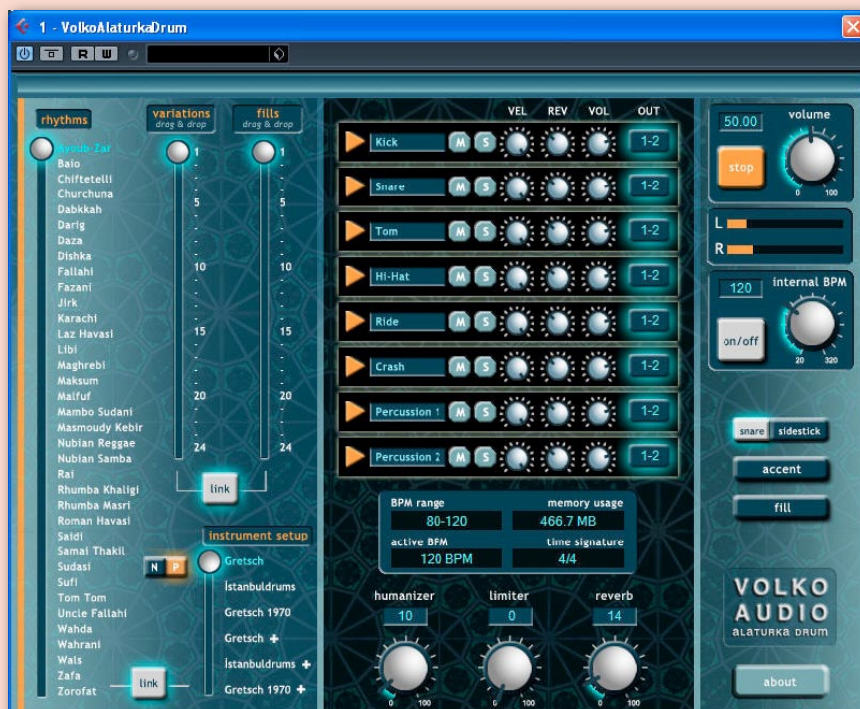 1 - VolkoAlaturkaDrum
R W
rhythms
Ayoub Zar
Baio
Chiftetelli
Churchuna
Dabkkah
Darig
Daza
Dishka
Fallahi
Fazani
Jirk
Karachi
Laz Havasi
Libi
Maghrebi
Maksum
Malfuf
Mambo Sudani
Masmoudy Kebir
Nubian Reggae
Nubian Samba
Rai
Rhumba Khaligi
Rhumba Masri
Roman Havasi
Saidi
Samai Thakil
Sudasi
Sufi
Tom Tom
Uncle Fallahi
Wahda
Wahrani
Wals
Zafa
Zorofat
link
variations
drag & drop
1
5
10
15
20
24
fills
drag & drop
1
5
10
15
20
24
link
instrument setup
N P
Gretsch
İstanbuldrums
Gretsch 1970
Gretsch +
İstanbuldrums +
Gretsch 1970 +
VEL REV VOL OUT
Kick M S 1-2
Snare M S 1-2
Tom M S 1-2
Hi-Hat M S 1-2
Ride M S 1-2
Crash M S 1-2
Percussion 1 M S 1-2
Percussion 2 M S 1-2
BPM range memory usage
80-120 466.7 MB
active BPM time signature
120 BPM 4/4
humanizer limiter reverb
10 0 14
0 100 0 100 0 100
volume
50.00
stop
0 100
L
R
internal BPM
120
on/off
20 320
snare sidestick
accent
fill
VOLKO
AUDIO
ALATURKA DRUM
about